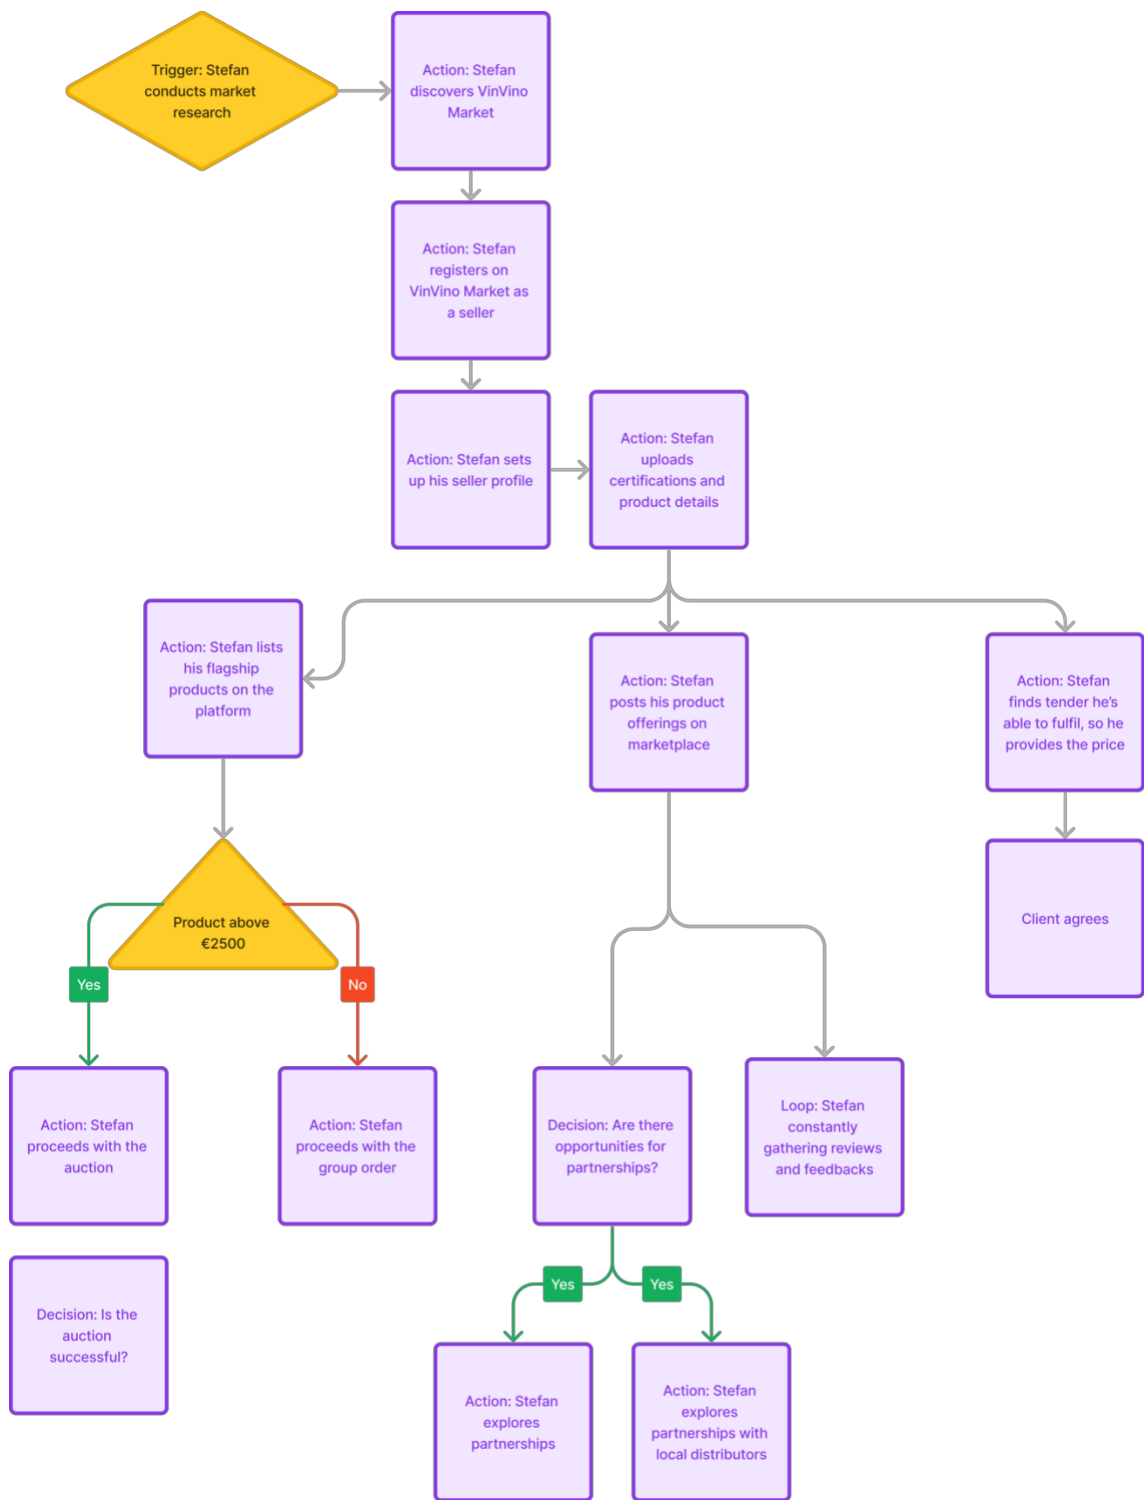 Trigger: Stefan
conducts market
research
Action: Stefan
discovers VinVino
Market
Action: Stefan
registers on
VinVino Market as
a seller
Action: Stefan sets
up his seller profile
Action: Stefan
uploads
certifications and
product details
Action: Stefan lists
his flagship
products on the
platform
Action: Stefan
posts his product
offerings on
marketplace
Action: Stefan
finds tender he's
able to fulfil, so he
provides the price
Product above
€2500
Client agrees
Yes
No
Action: Stefan
proceeds with the
auction
Action: Stefan
proceeds with the
group order
Decision: Are there
opportunities for
partnerships?
Loop: Stefan
constantly
gathering reviews
and feedbacks
Decision: Is the
auction
successful?
Yes
Yes
Action: Stefan
explores
partnerships
Action: Stefan
explores
partnerships with
local distributors